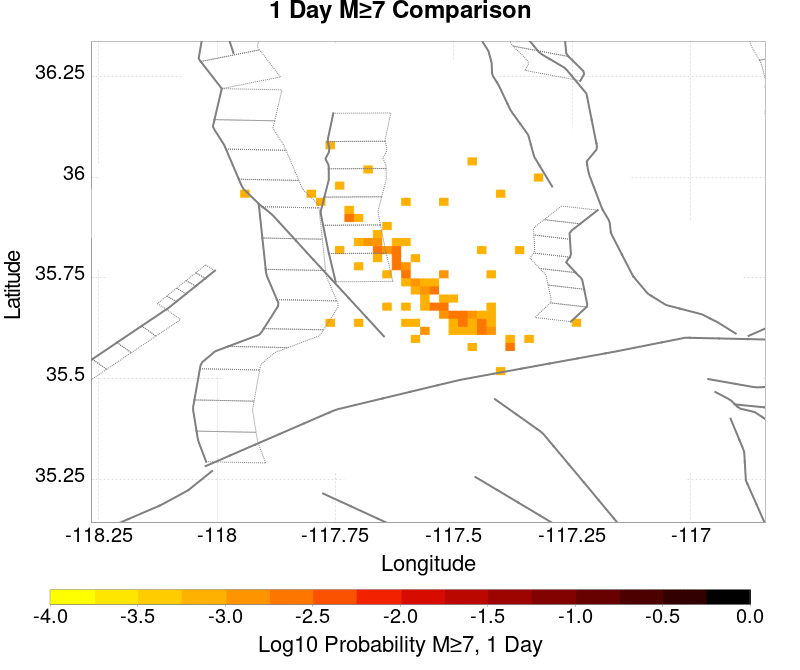 1 Day M≥7 Comparison
36.25
36
35.75
35.5
35.25
Latitude
-118.25 -118 -117.75 -117.5 -117.25 -117
Longitude
-4.0 -3.5 -3.0 -2.5 -2.0 -1.5 -1.0 -0.5 0.0
Log10 Probability M≥7, 1 Day